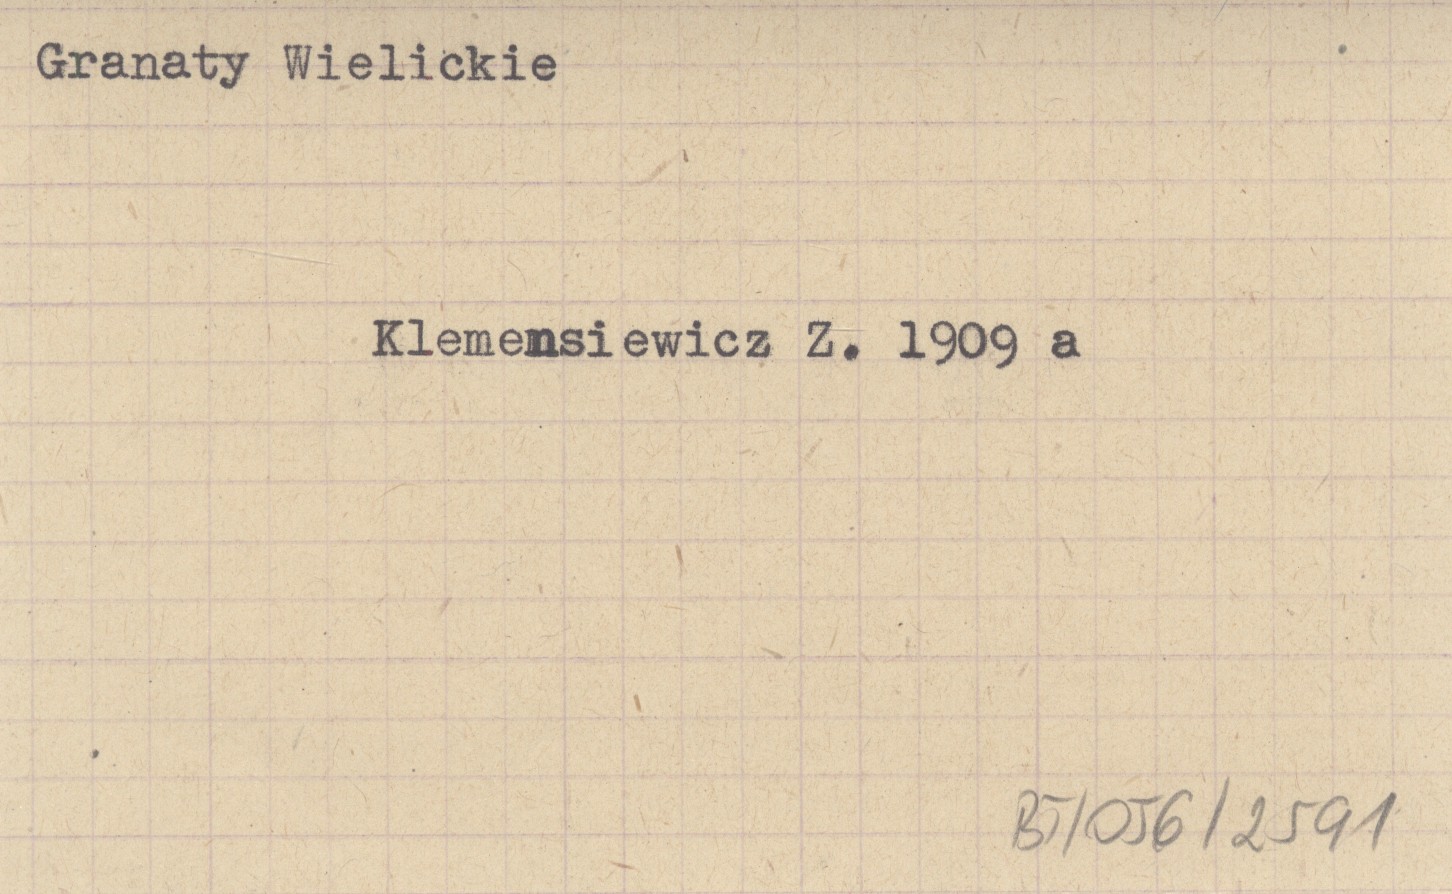 Granaty Wielickie
Klemensiewicz Z. 1909 a
BT/056/2591